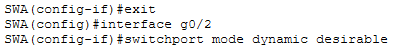 SWA(config-if)#exit
SWA(config)#interface g0/2
SWA(config-if)#switchport mode dynamic desirable